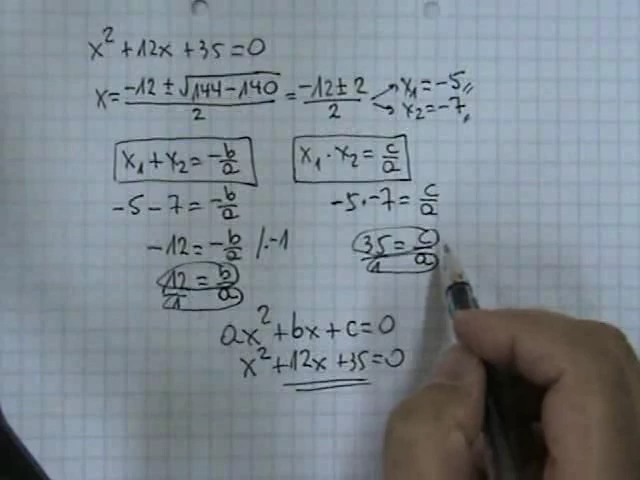 x² + 12x + 35 = 0
x = (-12 ± √(144 - 140))/2 = (-12 ± 2)/2 → x₁ = -5, → x₂ = -7,
x₁ + x₂ = -b/a    x₁ · x₂ = c/a
-5 - 7 = -b/a    -5 · -7 = c/a
-12 = -b/a /· -1    35/1 = c/a
12/1 = b/a
ax² + bx + c = 0
x² + 12x + 35 = 0